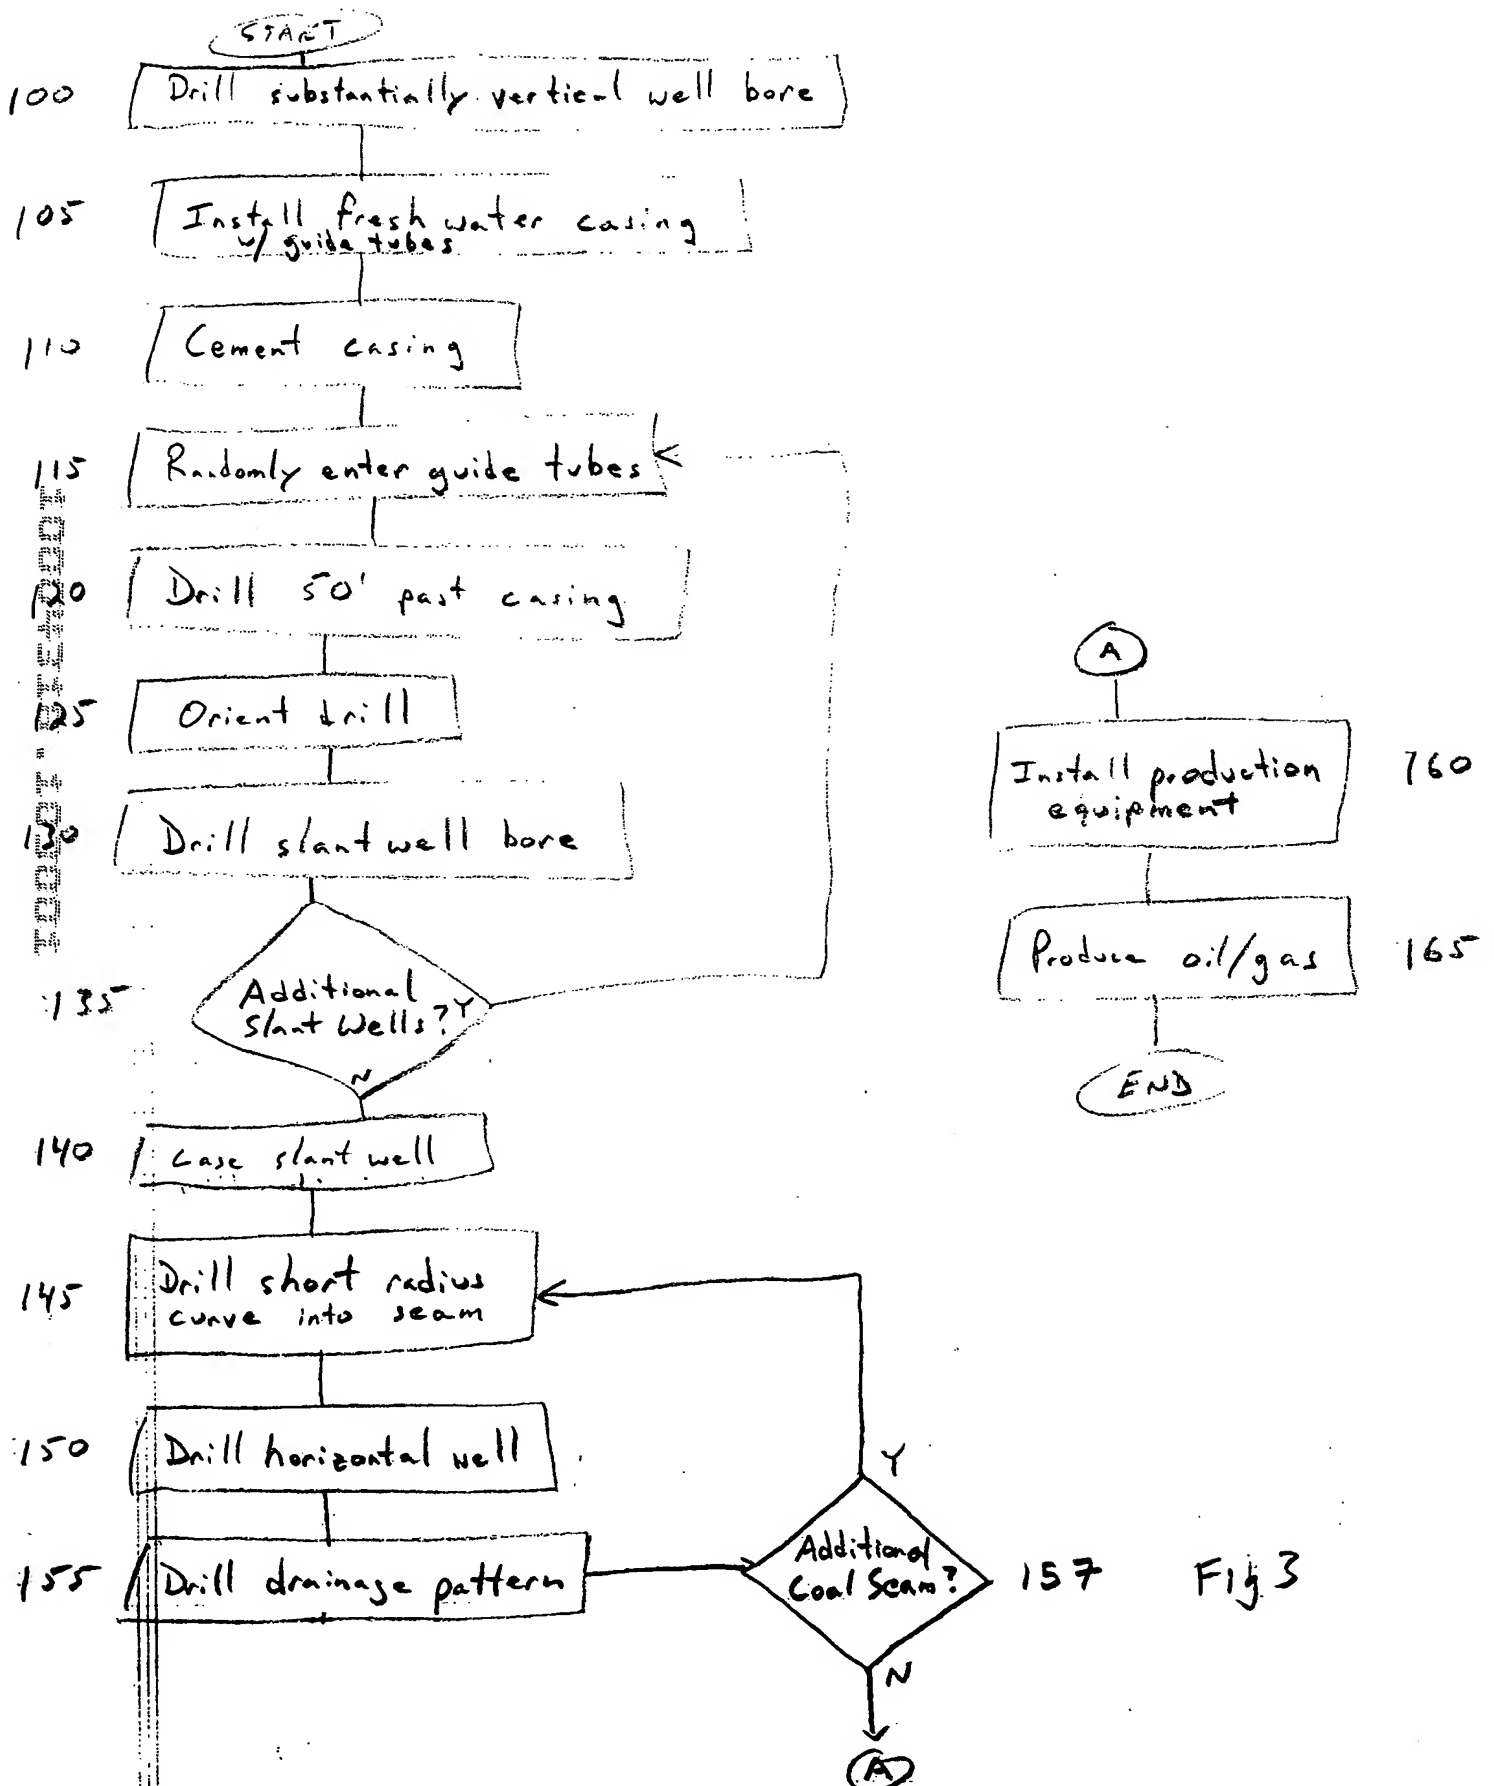 START
100 Drill substantially vertical well bore
105 Install fresh water casing
w/ guide tubes
110 Cement casing
115 Randomly enter guide tubes
120 Drill 50' past casing
125 Orient drill
130 Drill slant well bore
135 Additional
Slant Wells? Y
N
140 Case slant well
145 Drill short radius
curve into seam
150 Drill horizontal well
155 Drill drainage pattern
Y
Additional
Coal Seam?
157
N
A
A
Install production
equipment
160
Produce oil/gas 165
END
Fig 3